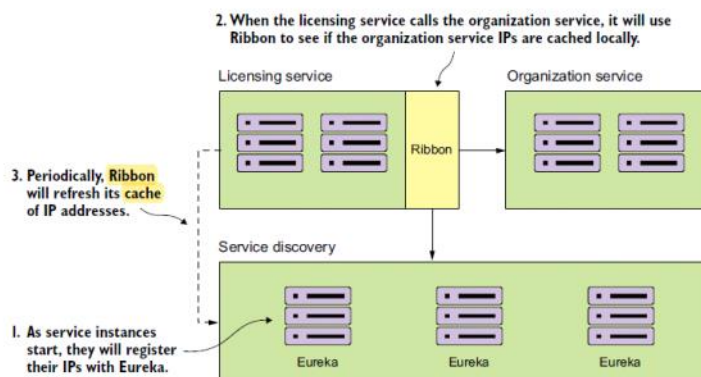 2. When the licensing service calls the organization service, it will use
Ribbon to see if the organization service IPs are cached locally.
Licensing service
Organization service
Ribbon
3. Periodically, Ribbon
will refresh its cache
of IP addresses.
Service discovery
1. As service instances
start, they will register
their IPs with Eureka.
Eureka
Eureka
Eureka